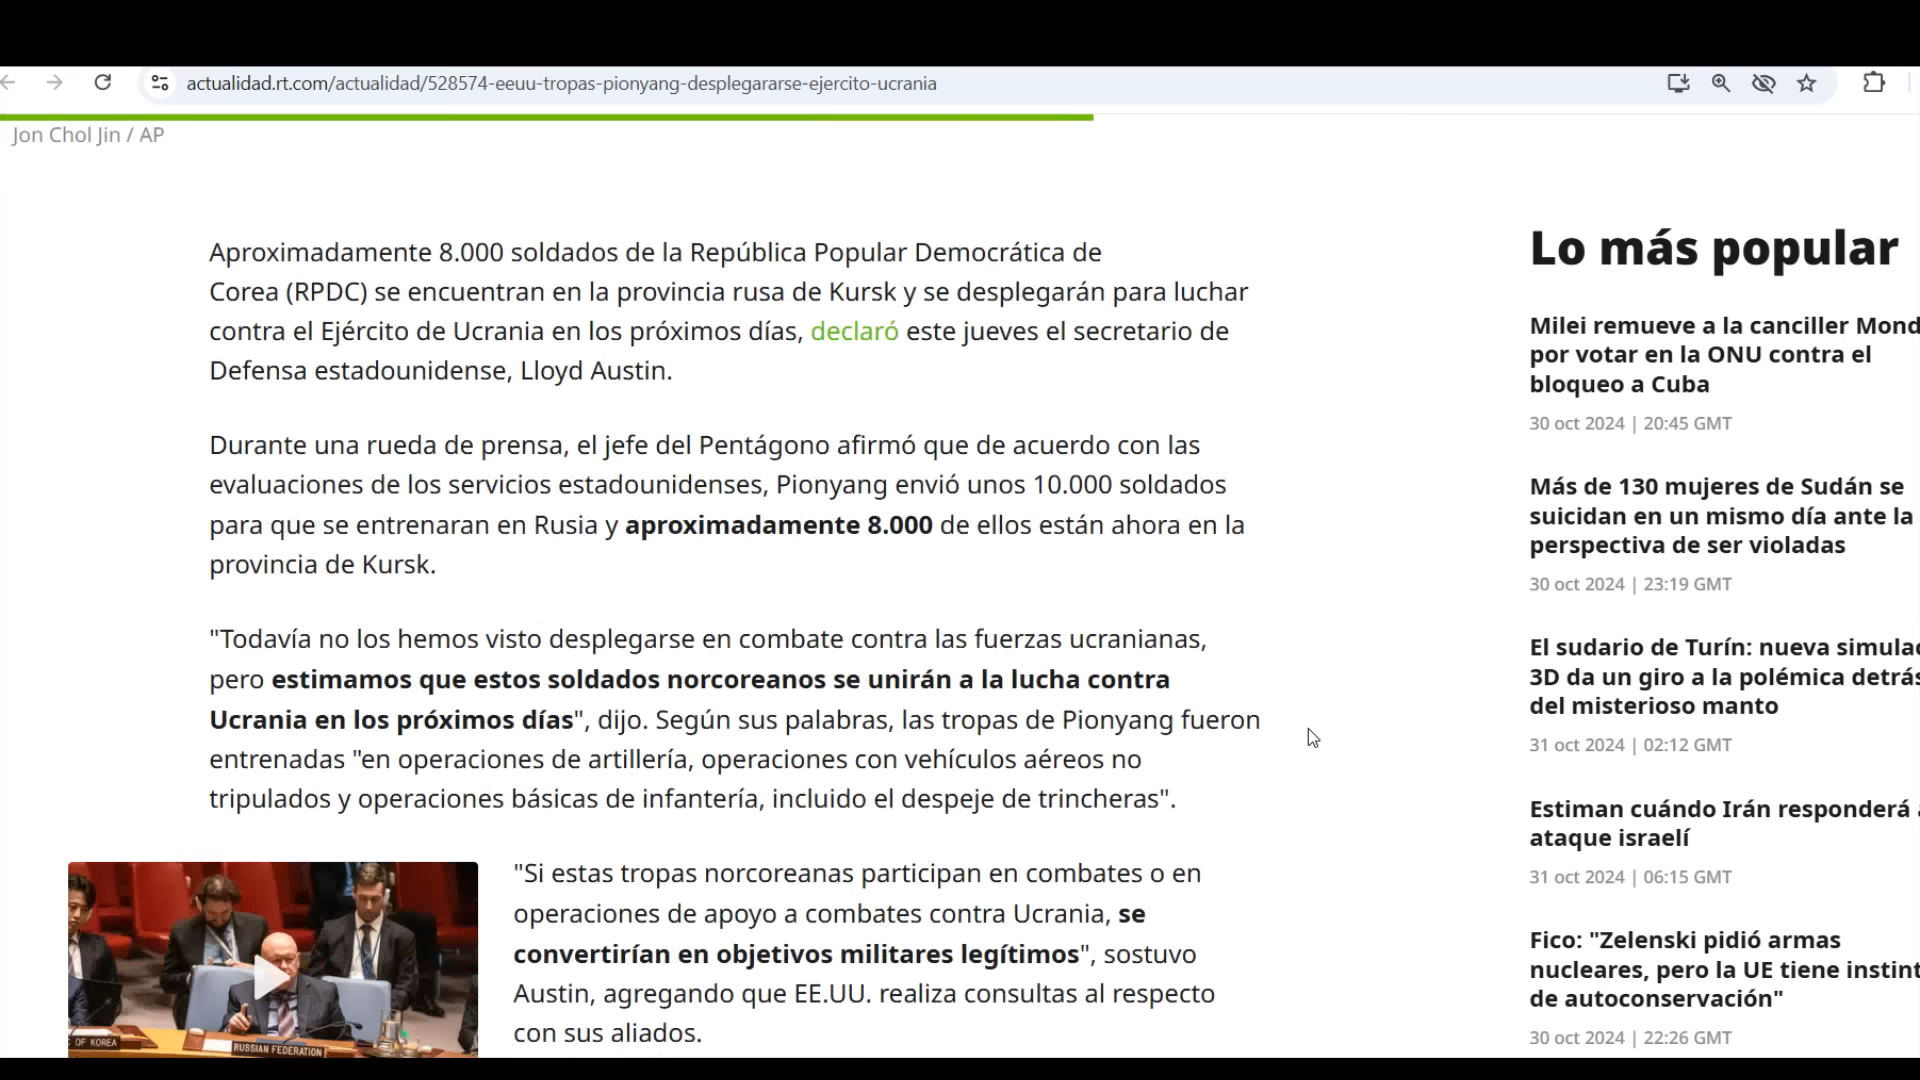 actualidad.rt.com/actualidad/528574-eeuu-tropas-pionyang-desplegararse-ejercito-ucrania
Jon Chol Jin / AP
Aproximadamente 8.000 soldados de la República Popular Democrática de
Corea (RPDC) se encuentran en la provincia rusa de Kursk y se desplegarán para luchar
contra el Ejército de Ucrania en los próximos días, declaró este jueves el secretario de
Defensa estadounidense, Lloyd Austin.
Durante una rueda de prensa, el jefe del Pentágono afirmó que de acuerdo con las
evaluaciones de los servicios estadounidenses, Pionyang envió unos 10.000 soldados
para que se entrenaran en Rusia y aproximadamente 8.000 de ellos están ahora en la
provincia de Kursk.
"Todavía no los hemos visto desplegarse en combate contra las fuerzas ucranianas,
pero estimamos que estos soldados norcoreanos se unirán a la lucha contra
Ucrania en los próximos días", dijo. Según sus palabras, las tropas de Pionyang fueron
entrenadas "en operaciones de artillería, operaciones con vehículos aéreos no
tripulados y operaciones básicas de infantería, incluido el despeje de trincheras".
"Si estas tropas norcoreanas participan en combates o en
operaciones de apoyo a combates contra Ucrania, se
convertirían en objetivos militares legítimos", sostuvo
Austin, agregando que EE.UU. realiza consultas al respecto
con sus aliados.
OF KOREA
RUSSIAN FEDERATION
Lo más popular
Milei remueve a la canciller Mond
por votar en la ONU contra el
bloqueo a Cuba
30 oct 2024 | 20:45 GMT
Más de 130 mujeres de Sudán se
suicidan en un mismo día ante la
perspectiva de ser violadas
30 oct 2024 | 23:19 GMT
El sudario de Turín: nueva simulac
3D da un giro a la polémica detrás
del misterioso manto
31 oct 2024 | 02:12 GMT
Estiman cuándo Irán responderá a
ataque israelí
31 oct 2024 | 06:15 GMT
Fico: "Zelenski pidió armas
nucleares, pero la UE tiene instint
de autoconservación"
30 oct 2024 | 22:26 GMT